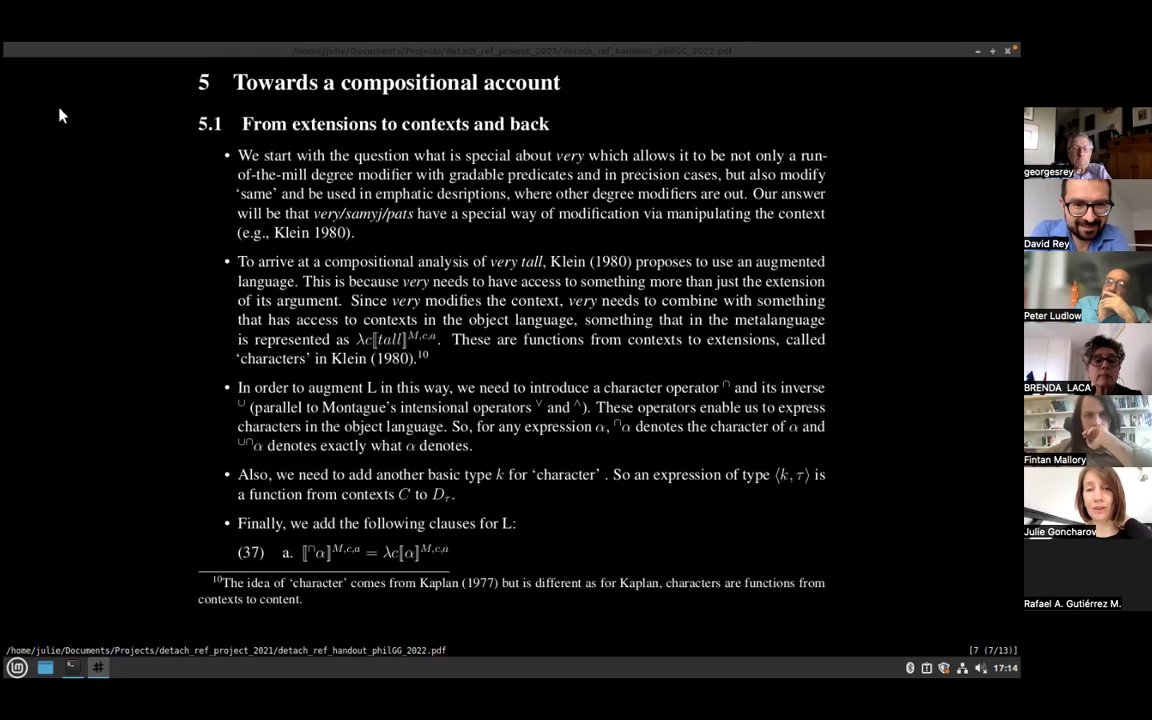 /home/julie/Documents/Projects/detach_ref_project_2021/detach_ref_handout_philGG_2022.pdf
5 Towards a compositional account
5.1 From extensions to contexts and back
• We start with the question what is special about very which allows it to be not only a run-
of-the-mill degree modifier with gradable predicates and in precision cases, but also modify
‘same’ and be used in emphatic desriptions, where other degree modifiers are out. Our answer
will be that very/samyj/pats have a special way of modification via manipulating the context
(e.g., Klein 1980).
• To arrive at a compositional analysis of very tall, Klein (1980) proposes to use an augmented
language. This is because very needs to have access to something more than just the extension
of its argument. Since very modifies the context, very needs to combine with something
that has access to contexts in the object language, something that in the metalanguage
is represented as λc⟦tall⟧^M,c,a. These are functions from contexts to extensions, called
‘characters’ in Klein (1980).¹⁰
• In order to augment L in this way, we need to introduce a character operator ∩ and its inverse
∪ (parallel to Montague’s intensional operators ∨ and ∧). These operators enable us to express
characters in the object language. So, for any expression α, ∩α denotes the character of α and
∪∩α denotes exactly what α denotes.
• Also, we need to add another basic type k for ‘character’ . So an expression of type ⟨k, τ⟩ is
a function from contexts C to Dτ.
• Finally, we add the following clauses for L:
(37) a. ⟦∩α⟧^M,c,a = λc⟦α⟧^M,c,a
¹⁰The idea of ‘character’ comes from Kaplan (1977) but is different as for Kaplan, characters are functions from
contexts to content.
/home/julie/Documents/Projects/detach_ref_project_2021/detach_ref_handout_philGG_2022.pdf
[7 (7/13)]
17:14
georgesrey
David Rey
Peter Ludlow
BRENDA LACA
Fintan Mallory
Julie Goncharov
Rafael A. Gutiérrez M.